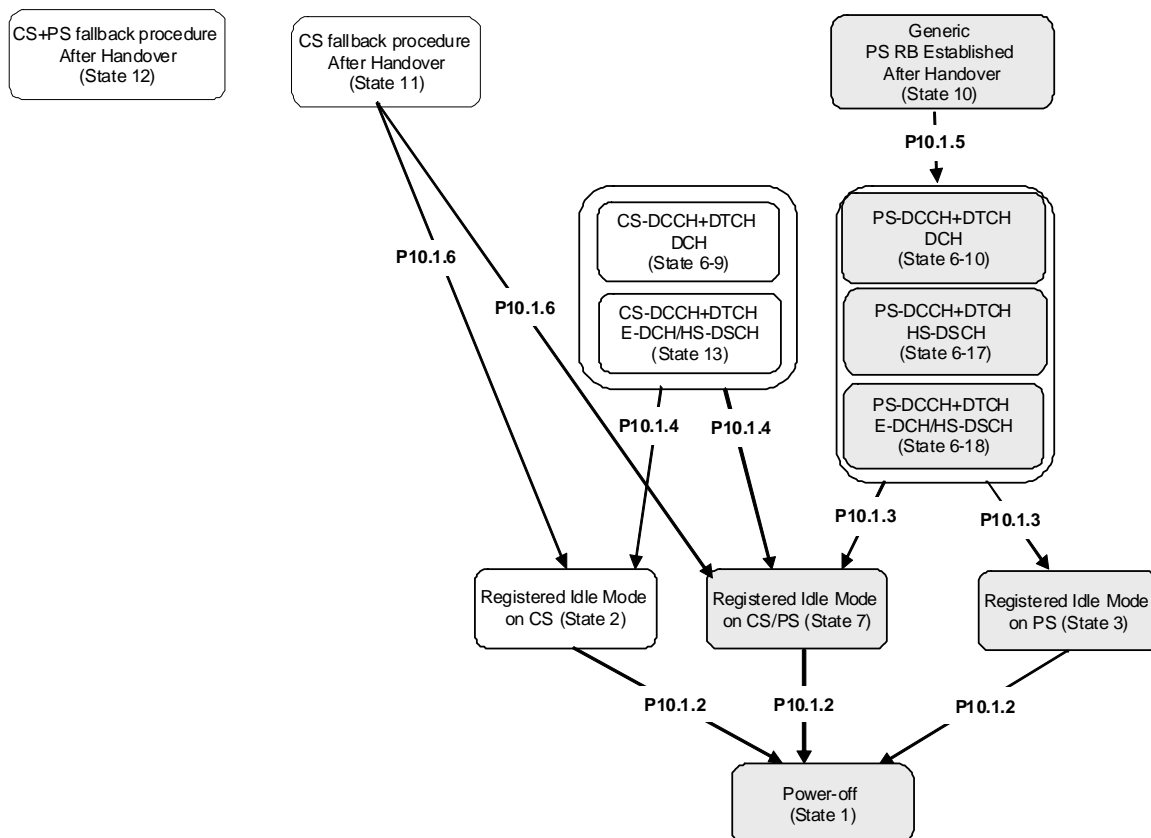 CS+PS fallback procedure
After Handover
(State 12)
CS fallback procedure
After Handover
(State 11)
Generic
PS RB Established
After Handover
(State 10)
P10.1.5
CS-DCCH+DTCH
DCH
(State 6-9)
CS-DCCH+DTCH
E-DCH/HS-DSCH
(State 13)
PS-DCCH+DTCH
DCH
(State 6-10)
PS-DCCH+DTCH
HS-DSCH
(State 6-17)
PS-DCCH+DTCH
E-DCH/HS-DSCH
(State 6-18)
P10.1.6
P10.1.6
P10.1.4
P10.1.4
P10.1.3
P10.1.3
Registered Idle Mode
on CS (State 2)
Registered Idle Mode
on CS/PS (State 7)
Registered Idle Mode
on PS (State 3)
P10.1.2
P10.1.2
P10.1.2
Power-off
(State 1)